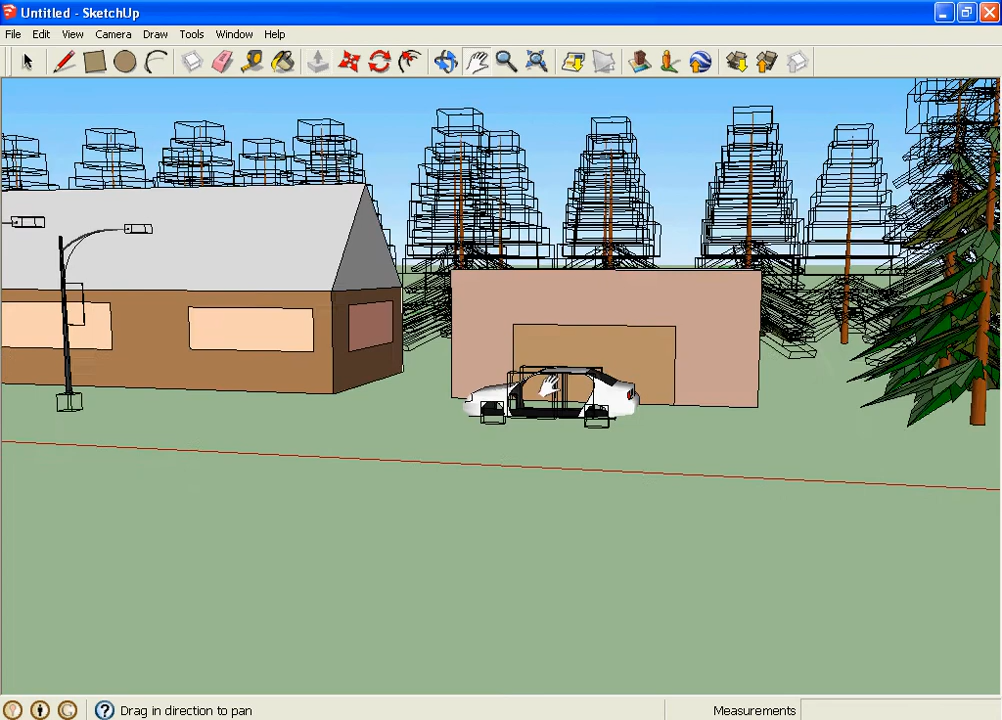 Untitled - SketchUp
File Edit View Camera Draw Tools Window Help
Drag in direction to pan
Measurements